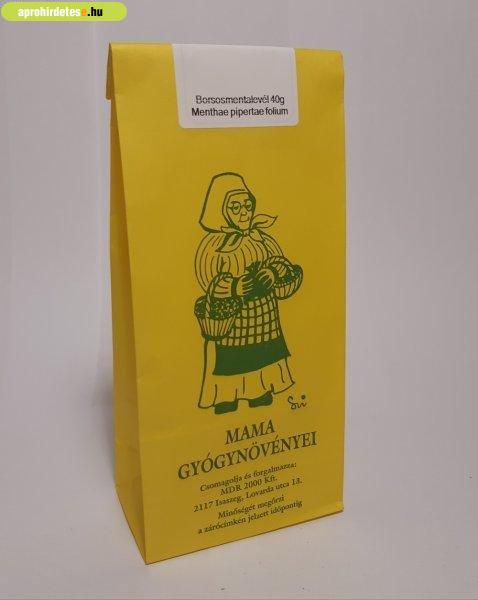 aprohirdetese.hu
Borsosmentalevél 40g
Menthae pipertae folium
MAMA
GYÓGYNÖVÉNYEI
Csomagolja és forgalmazza:
MDR 2000 Kft.
2117 Isaszeg, Lovarda utca 13.
Minőségét megőrzi
a zárócímkén jelzett időpontig